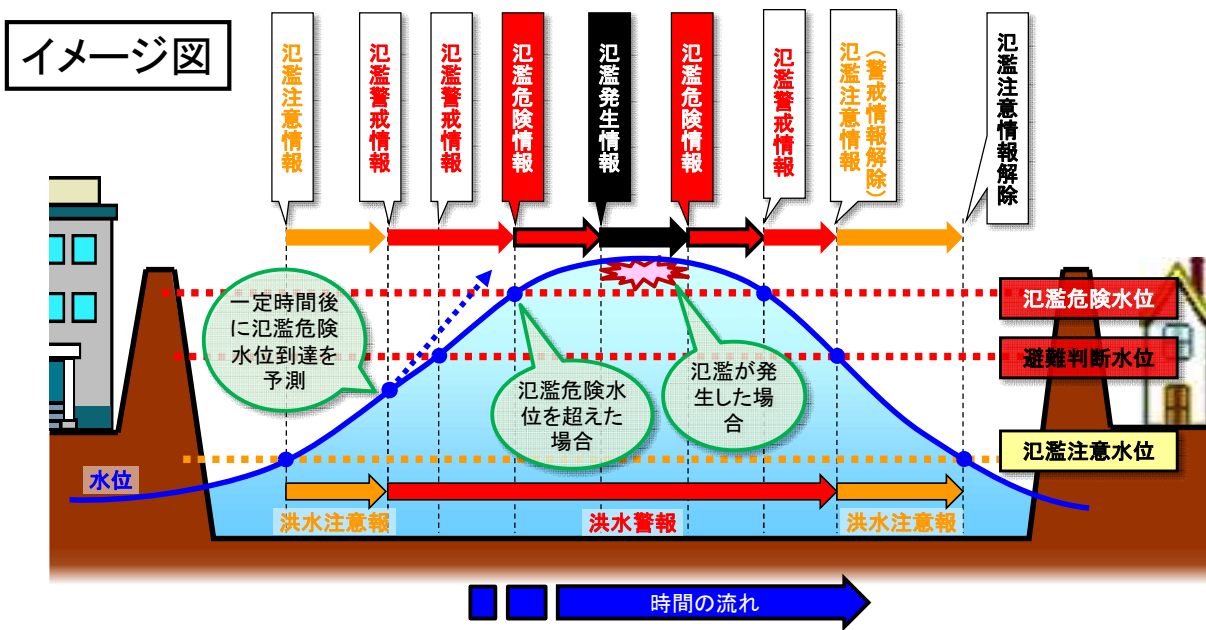 イメージ図
氾濫注意情報
氾濫警戒情報
氾濫警戒情報
氾濫危険情報
氾濫発生情報
氾濫危険情報
氾濫警戒情報
氾濫注意情報
（警戒情報解除）
氾濫注意情報解除
一定時間後
に氾濫危険
水位到達を
予測
氾濫危険水
位を超えた
場合
氾濫が発
生した場
合
氾濫危険水位
避難判断水位
氾濫注意水位
水位
洪水注意報
洪水警報
洪水注意報
時間の流れ